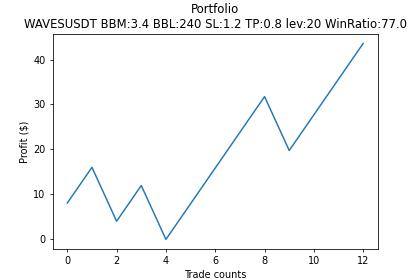 Portfolio
WAVESUSDT BBM:3.4 BBL:240 SL:1.2 TP:0.8 lev:20 WinRatio:77.0
40
30
20
10
0
Profit ($)
0 2 4 6 8 10 12
Trade counts